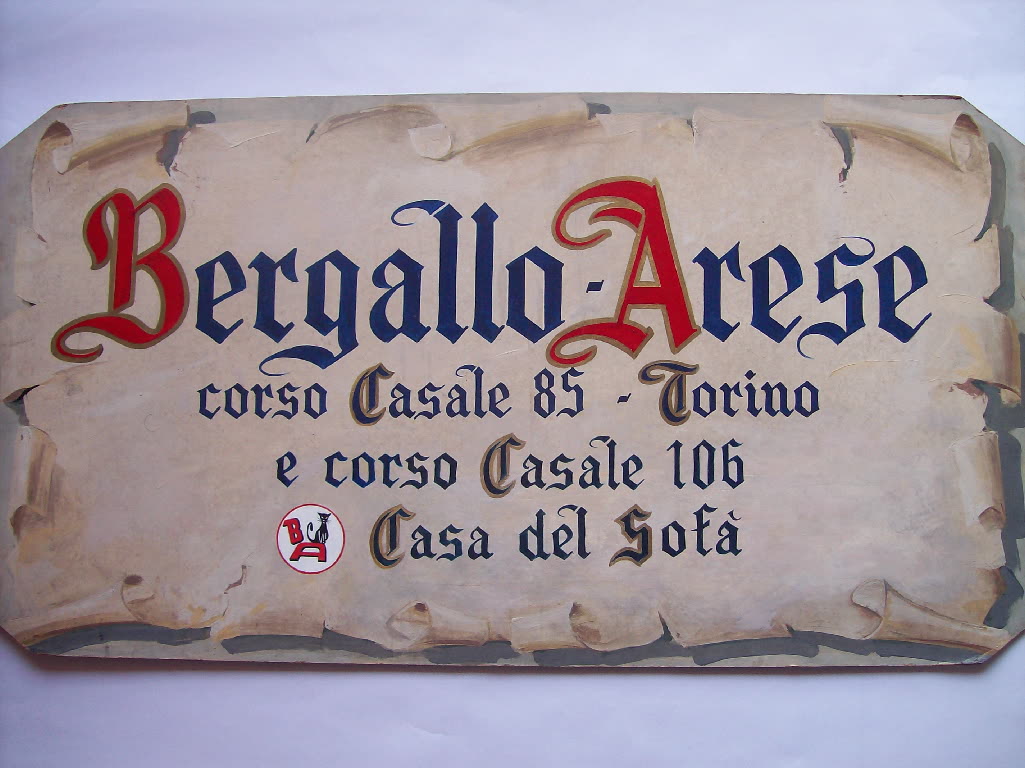 Bergallo-Arese
corso Casale 85 - Torino
e corso Casale 106
BA Casa del Sofà